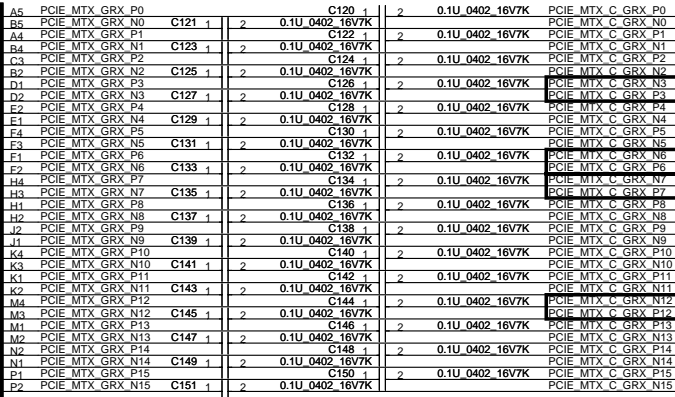 A5 PCIE_MTX_GRX_P0 C120 1 2 0.1U_0402_16V7K PCIE_MTX_C_GRX_P0
B5 PCIE_MTX_GRX_N0 C121 1 2 0.1U_0402_16V7K PCIE_MTX_C_GRX_N0
A4 PCIE_MTX_GRX_P1 C122 1 2 0.1U_0402_16V7K PCIE_MTX_C_GRX_P1
B4 PCIE_MTX_GRX_N1 C123 1 2 0.1U_0402_16V7K PCIE_MTX_C_GRX_N1
C3 PCIE_MTX_GRX_P2 C124 1 2 0.1U_0402_16V7K PCIE_MTX_C_GRX_P2
B2 PCIE_MTX_GRX_N2 C125 1 2 0.1U_0402_16V7K PCIE_MTX_C_GRX_N2
D1 PCIE_MTX_GRX_P3 C126 1 2 0.1U_0402_16V7K PCIE_MTX_C_GRX_N3
D2 PCIE_MTX_GRX_N3 C127 1 2 0.1U_0402_16V7K PCIE_MTX_C_GRX_P3
E2 PCIE_MTX_GRX_P4 C128 1 2 0.1U_0402_16V7K PCIE_MTX_C_GRX_P4
E1 PCIE_MTX_GRX_N4 C129 1 2 0.1U_0402_16V7K PCIE_MTX_C_GRX_N4
F4 PCIE_MTX_GRX_P5 C130 1 2 0.1U_0402_16V7K PCIE_MTX_C_GRX_P5
F3 PCIE_MTX_GRX_N5 C131 1 2 0.1U_0402_16V7K PCIE_MTX_C_GRX_N5
F1 PCIE_MTX_GRX_P6 C132 1 2 0.1U_0402_16V7K PCIE_MTX_C_GRX_N6
F2 PCIE_MTX_GRX_N6 C133 1 2 0.1U_0402_16V7K PCIE_MTX_C_GRX_P6
H4 PCIE_MTX_GRX_P7 C134 1 2 0.1U_0402_16V7K PCIE_MTX_C_GRX_N7
H3 PCIE_MTX_GRX_N7 C135 1 2 0.1U_0402_16V7K PCIE_MTX_C_GRX_P7
H1 PCIE_MTX_GRX_P8 C136 1 2 0.1U_0402_16V7K PCIE_MTX_C_GRX_P8
H2 PCIE_MTX_GRX_N8 C137 1 2 0.1U_0402_16V7K PCIE_MTX_C_GRX_N8
J2 PCIE_MTX_GRX_P9 C138 1 2 0.1U_0402_16V7K PCIE_MTX_C_GRX_P9
J1 PCIE_MTX_GRX_N9 C139 1 2 0.1U_0402_16V7K PCIE_MTX_C_GRX_N9
K4 PCIE_MTX_GRX_P10 C140 1 2 0.1U_0402_16V7K PCIE_MTX_C_GRX_P10
K3 PCIE_MTX_GRX_N10 C141 1 2 0.1U_0402_16V7K PCIE_MTX_C_GRX_N10
K1 PCIE_MTX_GRX_P11 C142 1 2 0.1U_0402_16V7K PCIE_MTX_C_GRX_P11
K2 PCIE_MTX_GRX_N11 C143 1 2 0.1U_0402_16V7K PCIE_MTX_C_GRX_N11
M4 PCIE_MTX_GRX_P12 C144 1 2 0.1U_0402_16V7K PCIE_MTX_C_GRX_N12
M3 PCIE_MTX_GRX_N12 C145 1 2 0.1U_0402_16V7K PCIE_MTX_C_GRX_P12
M1 PCIE_MTX_GRX_P13 C146 1 2 0.1U_0402_16V7K PCIE_MTX_C_GRX_P13
M2 PCIE_MTX_GRX_N13 C147 1 2 0.1U_0402_16V7K PCIE_MTX_C_GRX_N13
N2 PCIE_MTX_GRX_P14 C148 1 2 0.1U_0402_16V7K PCIE_MTX_C_GRX_P14
N1 PCIE_MTX_GRX_N14 C149 1 2 0.1U_0402_16V7K PCIE_MTX_C_GRX_N14
P1 PCIE_MTX_GRX_P15 C150 1 2 0.1U_0402_16V7K PCIE_MTX_C_GRX_P15
P2 PCIE_MTX_GRX_N15 C151 1 2 0.1U_0402_16V7K PCIE_MTX_C_GRX_N15